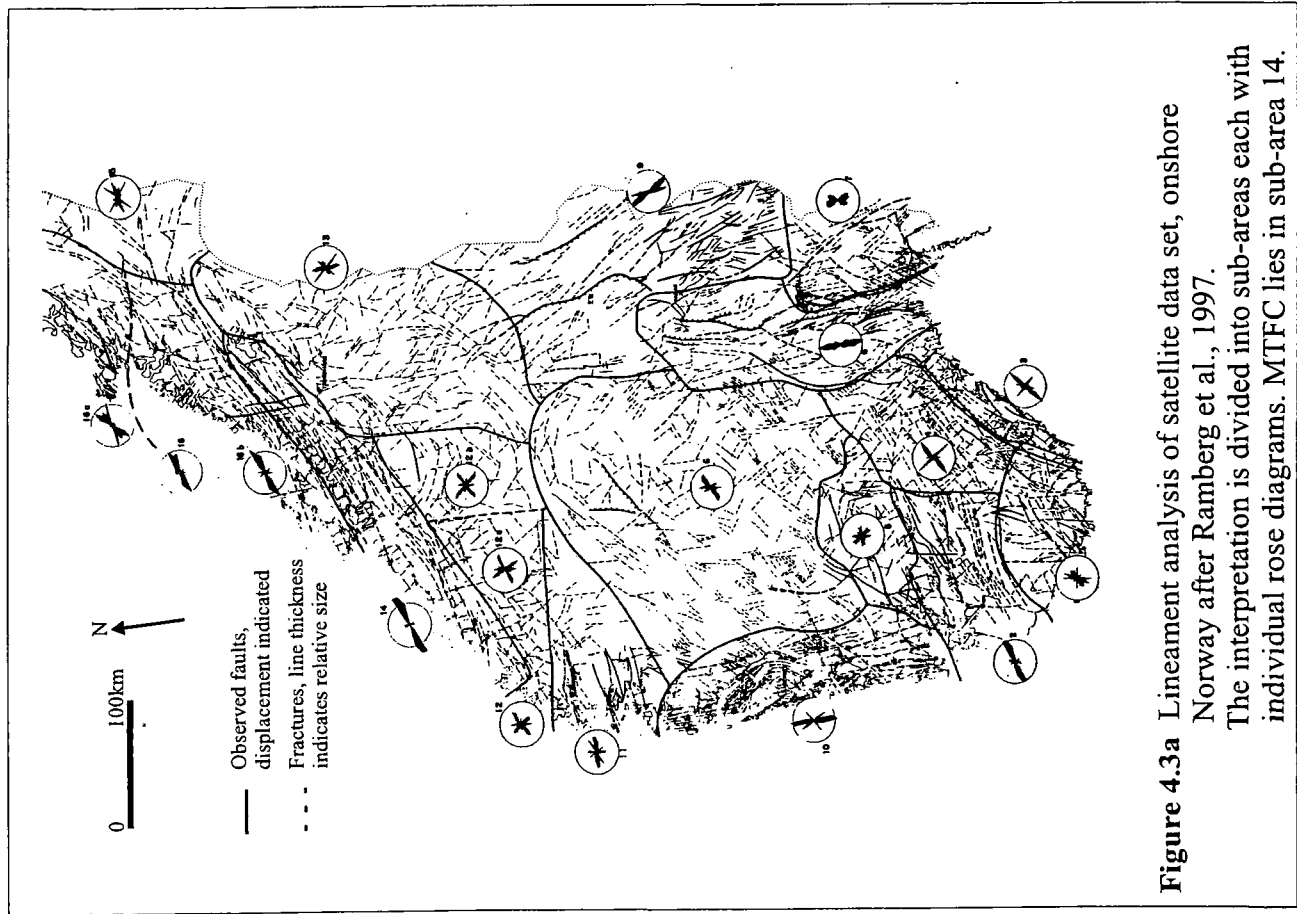 0 100km
N
Observed faults,
displacement indicated
Fractures, line thickness
indicates relative size
14
16
13
12
11
10
Figure 4.3a Lineament analysis of satellite data set, onshore
Norway after Ramberg et al., 1997.
The interpretation is divided into sub-areas each with
individual rose diagrams. MTFC lies in sub-area 14.